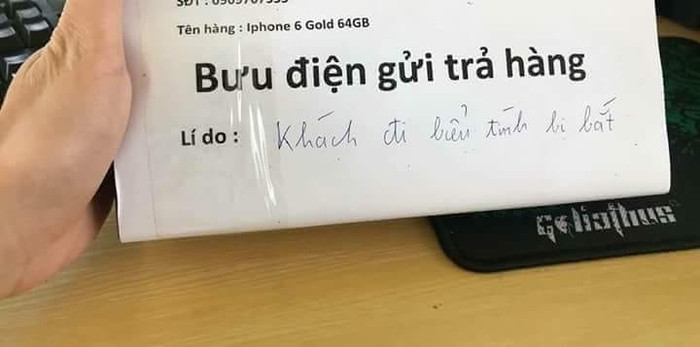 Tên hàng : Iphone 6 Gold 64GB
Bưu điện gửi trả hàng
Lí do : Khách đi biểu tình bị bắt
Goliathus